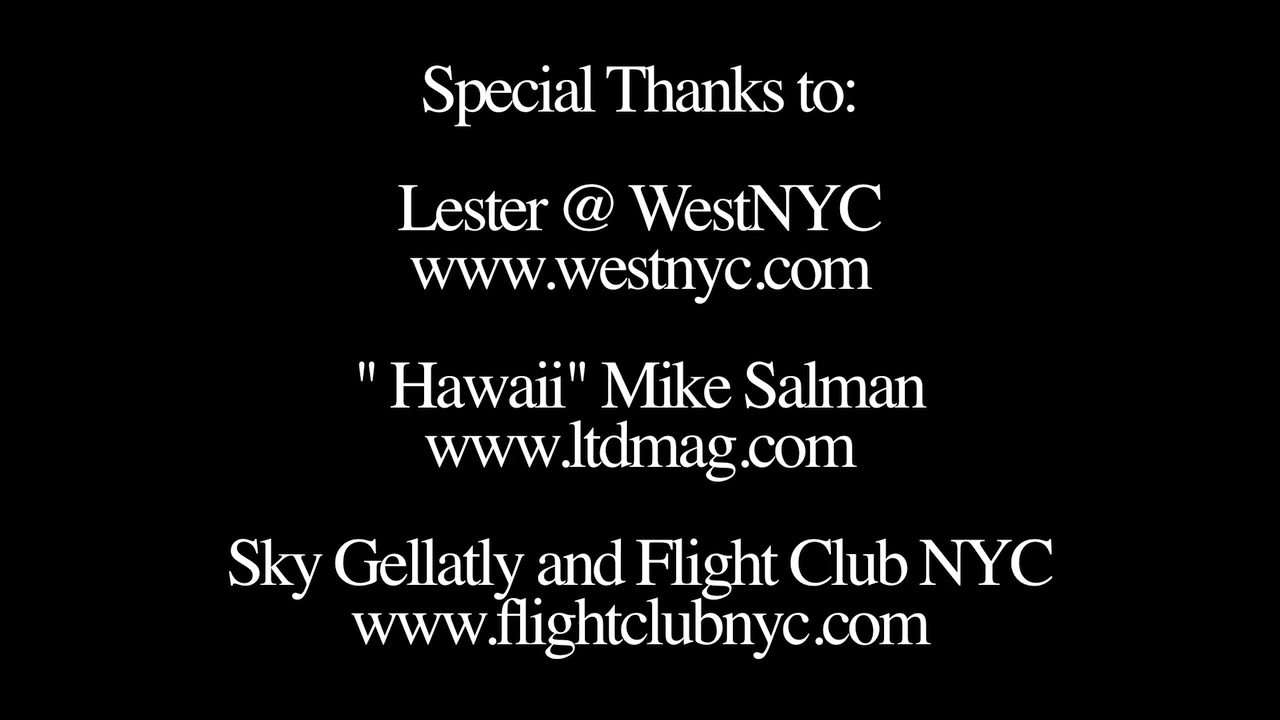 Special Thanks to:
Lester @ WestNYC
www.westnyc.com
" Hawaii" Mike Salman
www.ltdmag.com
Sky Gellatly and Flight Club NYC
www.flightclubnyc.com